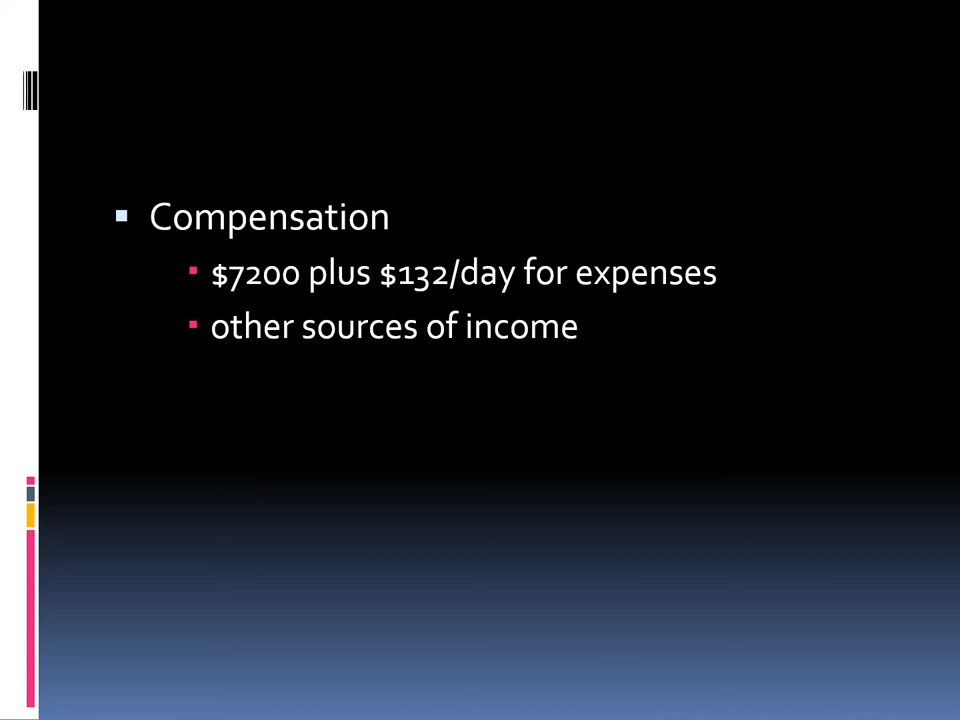 Compensation
$7200 plus $132/day for expenses
other sources of income